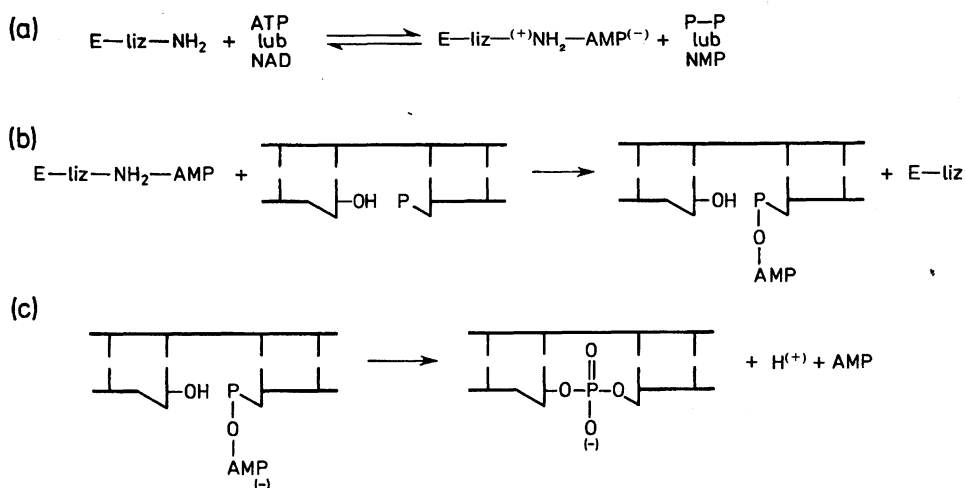 (a)
E—liz—NH₂ + ATP lub NAD ⇌ E—liz—⁽⁺⁾NH₂—AMP⁽⁻⁾ + P—P lub NMP
(b)
E—liz—NH₂—AMP + OH P → OH P + E—liz
O
AMP
(c)
OH P → O—P—O + H⁽⁺⁾ + AMP
O O
O
AMP (−) (−)